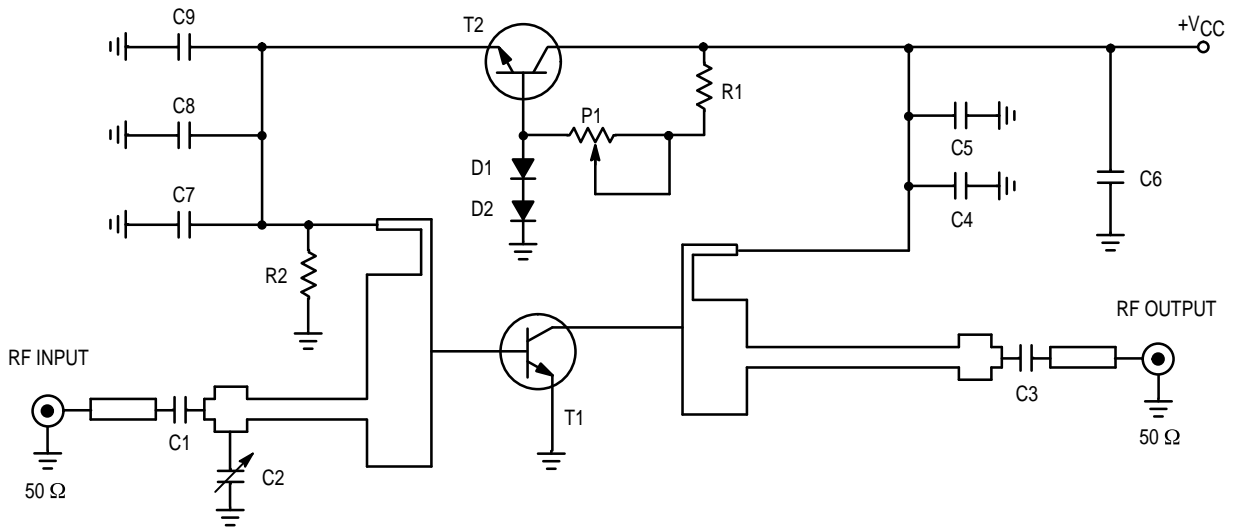 C9
T2
+VCC
R1
C8
P1
C5
D1
C6
C7
D2
C4
R2
RF OUTPUT
RF INPUT
C3
C1
T1
50 Ω
C2
50 Ω